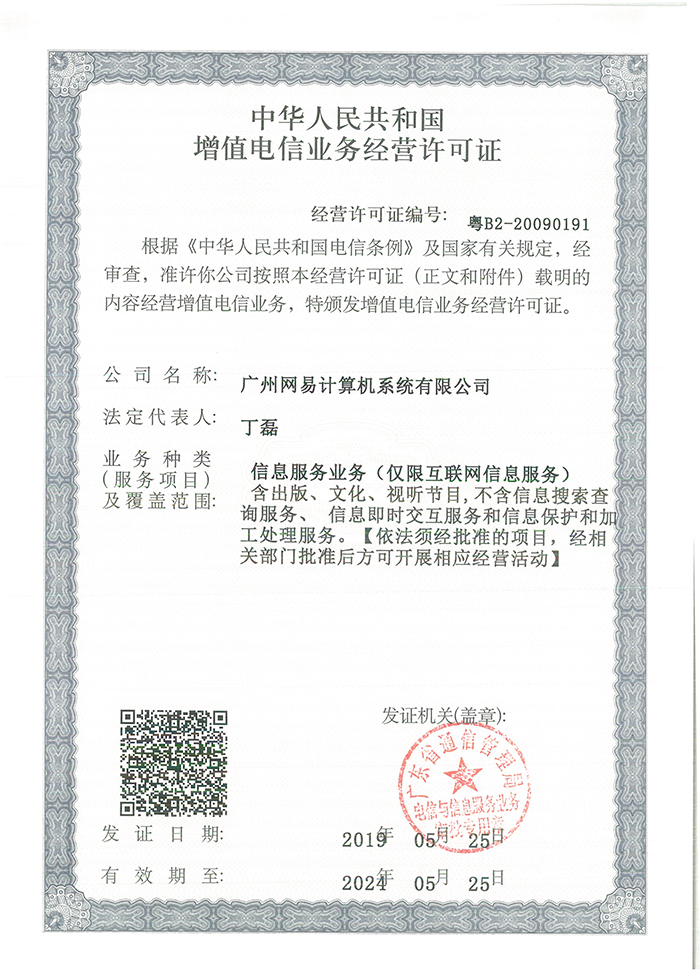 中华人民共和国
增值电信业务经营许可证
经营许可证编号: 粤B2-20090191
根据《中华人民共和国电信条例》及国家有关规定，经
审查，准许你公司按照本经营许可证（正文和附件）载明的
内容经营增值电信业务，特颁发增值电信业务经营许可证。
公司名称: 广州网易计算机系统有限公司
法定代表人: 丁磊
业务种类
(服务项目)
及覆盖范围:
信息服务业务（仅限互联网信息服务）
含出版、文化、视听节目,不含信息搜索查
询服务、 信息即时交互服务和信息保护和加
工处理服务。【依法须经批准的项目，经相
关部门批准后方可开展相应经营活动】
发证机关(盖章):
广东省通信管理局
电信与信息服务业务
审批专用章
发证日期: 2019年 05月 25日
有效期至: 2024年 05月 25日